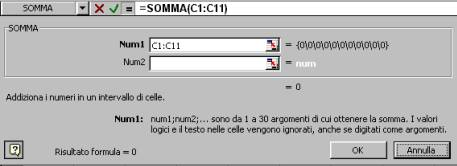 SOMMA =SOMMA(C1:C11)
SOMMA
Num1 C1:C11 = {0\0\0\0\0\0\0\0\0\0\0}
Num2 = num
= 0
Addiziona i numeri in un intervallo di celle.
Num1: num1;num2;... sono da 1 a 30 argomenti di cui ottenere la somma. I valori
logici e il testo nelle celle vengono ignorati, anche se digitati come argomenti.
? Risultato formula = 0 OK Annulla